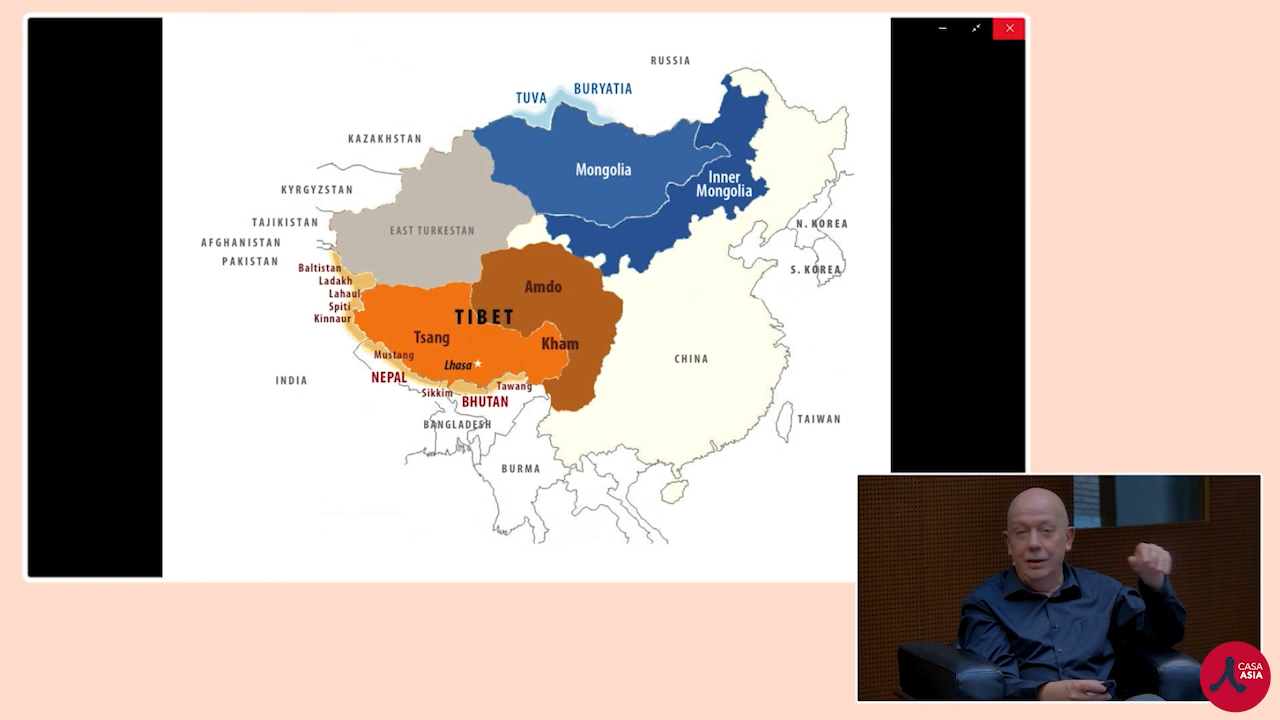 RUSSIA
BURYATIA
TUVA
KAZAKHSTAN
Mongolia
Inner
Mongolia
KYRGYZSTAN
TAJIKISTAN
EAST TURKESTAN
N. KOREA
AFGHANISTAN
PAKISTAN
Baltistan
Ladakh
Lahaul
Spiti
Kinnaur
S. KOREA
Amdo
TIBET
Tsang
Kham
Mustang
Lhasa
CHINA
NEPAL
INDIA
Sikkim
Tawang
BHUTAN
BANGLADESH
TAIWAN
BURMA
CASA
ASIA